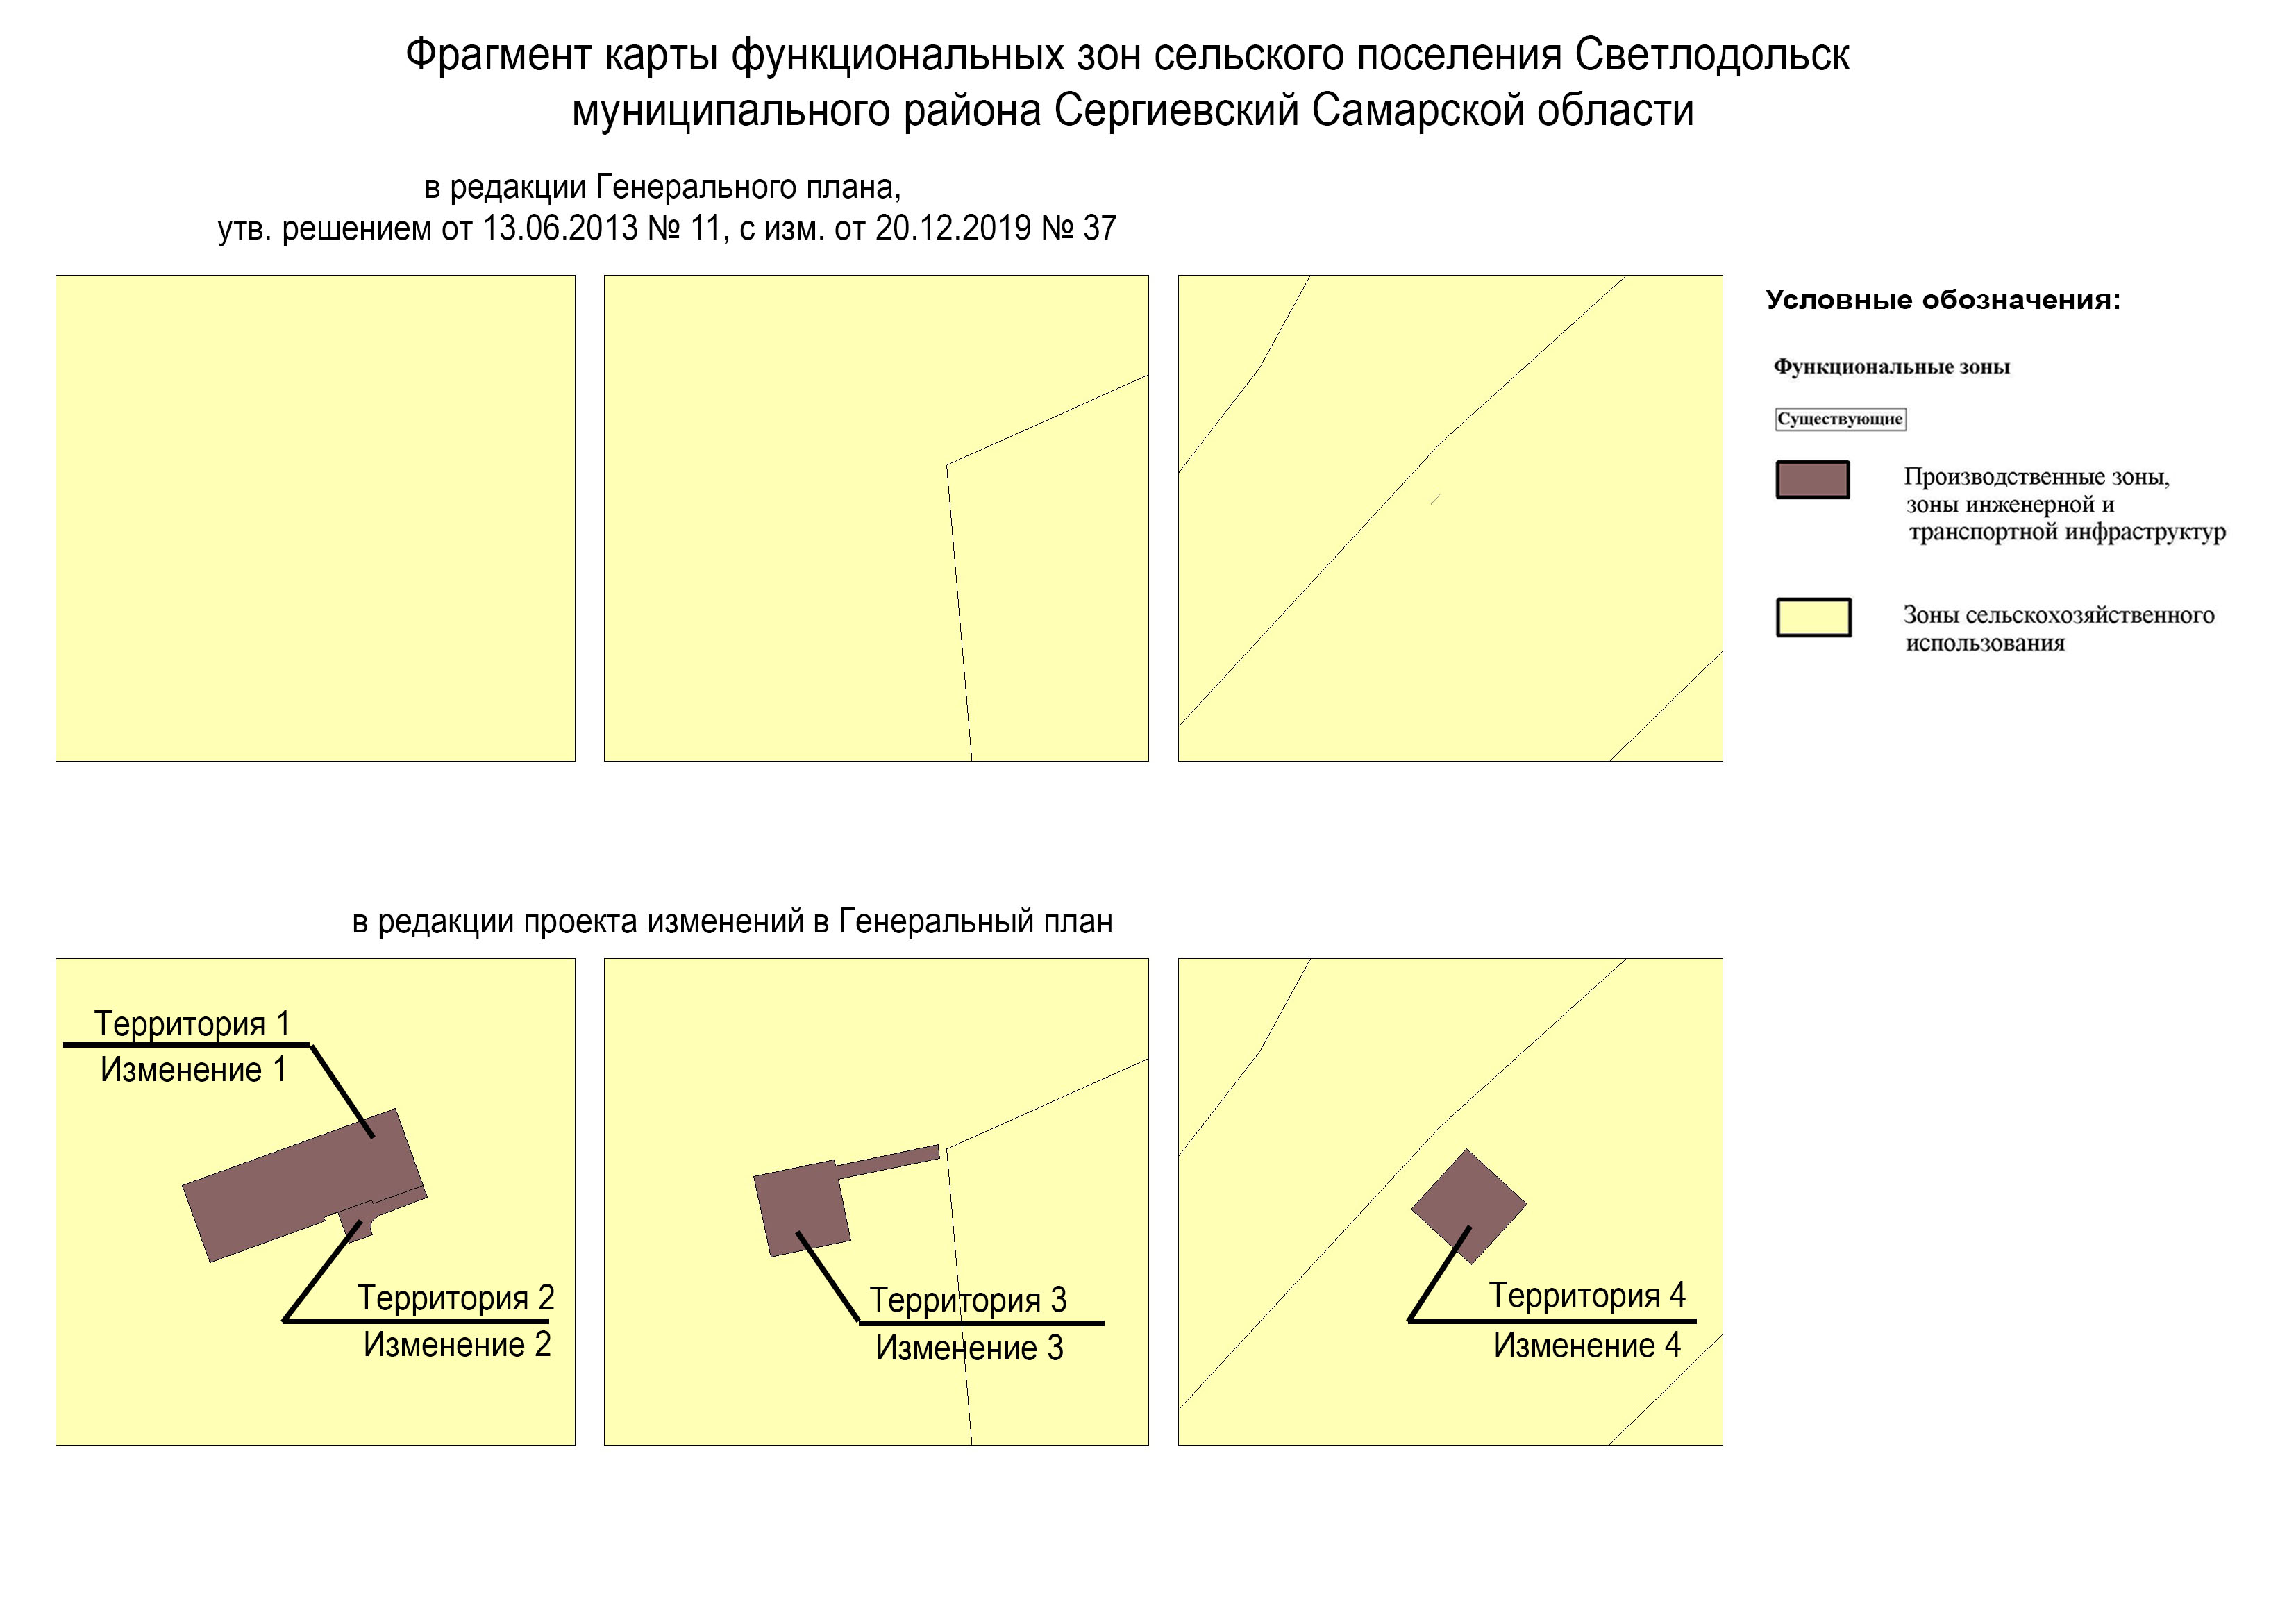 Фрагмент карты функциональных зон сельского поселения Светлодольск
муниципального района Сергиевский Самарской области
в редакции Генерального плана,
утв. решением от 13.06.2013 № 11, с изм. от 20.12.2019 № 37
Условные обозначения:
Функциональные зоны
Существующие
Производственные зоны,
зоны инженерной и
транспортной инфраструктур
Зоны сельскохозяйственного
использования
в редакции проекта изменений в Генеральный план
Территория 1
Изменение 1
Территория 2
Изменение 2
Территория 3
Изменение 3
Территория 4
Изменение 4